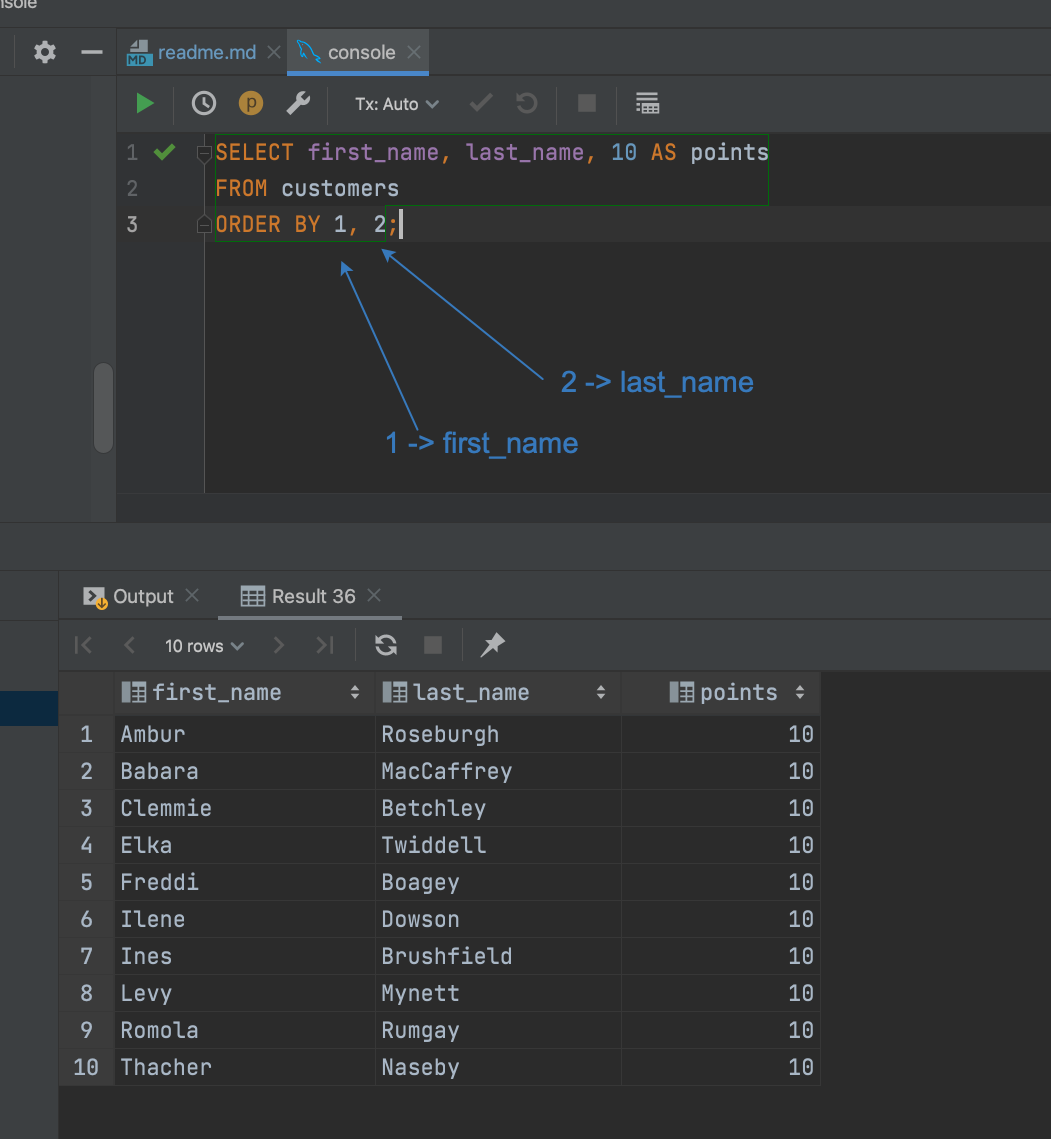 nsole
readme.md
console
Tx: Auto
1 SELECT first_name, last_name, 10 AS points
2 FROM customers
3 ORDER BY 1, 2;
2 -> last_name
1 -> first_name
Output
Result 36
10 rows
first_name last_name points
1 Ambur Roseburgh 10
2 Babara MacCaffrey 10
3 Clemmie Betchley 10
4 Elka Twiddell 10
5 Freddi Boagey 10
6 Ilene Dowson 10
7 Ines Brushfield 10
8 Levy Mynett 10
9 Romola Rumgay 10
10 Thacher Naseby 10